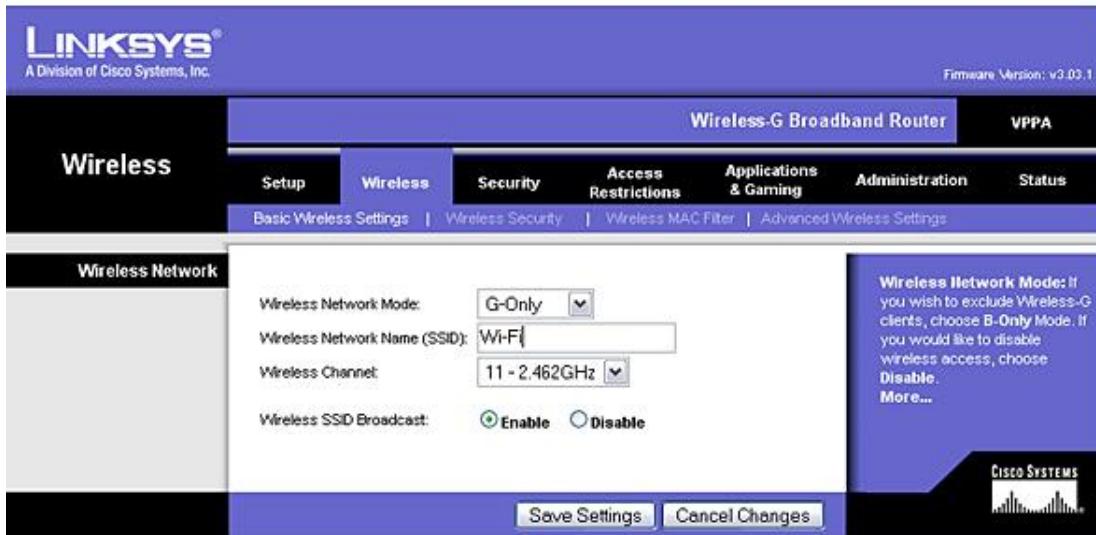 LINKSYS®
A Division of Cisco Systems, Inc.
Firmware Version: v3.03.1
Wireless-G Broadband Router VPPA
Wireless
Setup Wireless Security Access Restrictions Applications & Gaming Administration Status
Basic Wireless Settings | Wireless Security | Wireless MAC Filter | Advanced Wireless Settings
Wireless Network
Wireless Network Mode: G-Only
Wireless Network Name (SSID): Wi-Fi
Wireless Channel: 11 - 2.462GHz
Wireless SSID Broadcast: Enable Disable
Wireless Network Mode: If
you wish to exclude Wireless-G
clients, choose B-Only Mode. If
you would like to disable
wireless access, choose
Disable.
More...
CISCO SYSTEMS
Save Settings Cancel Changes